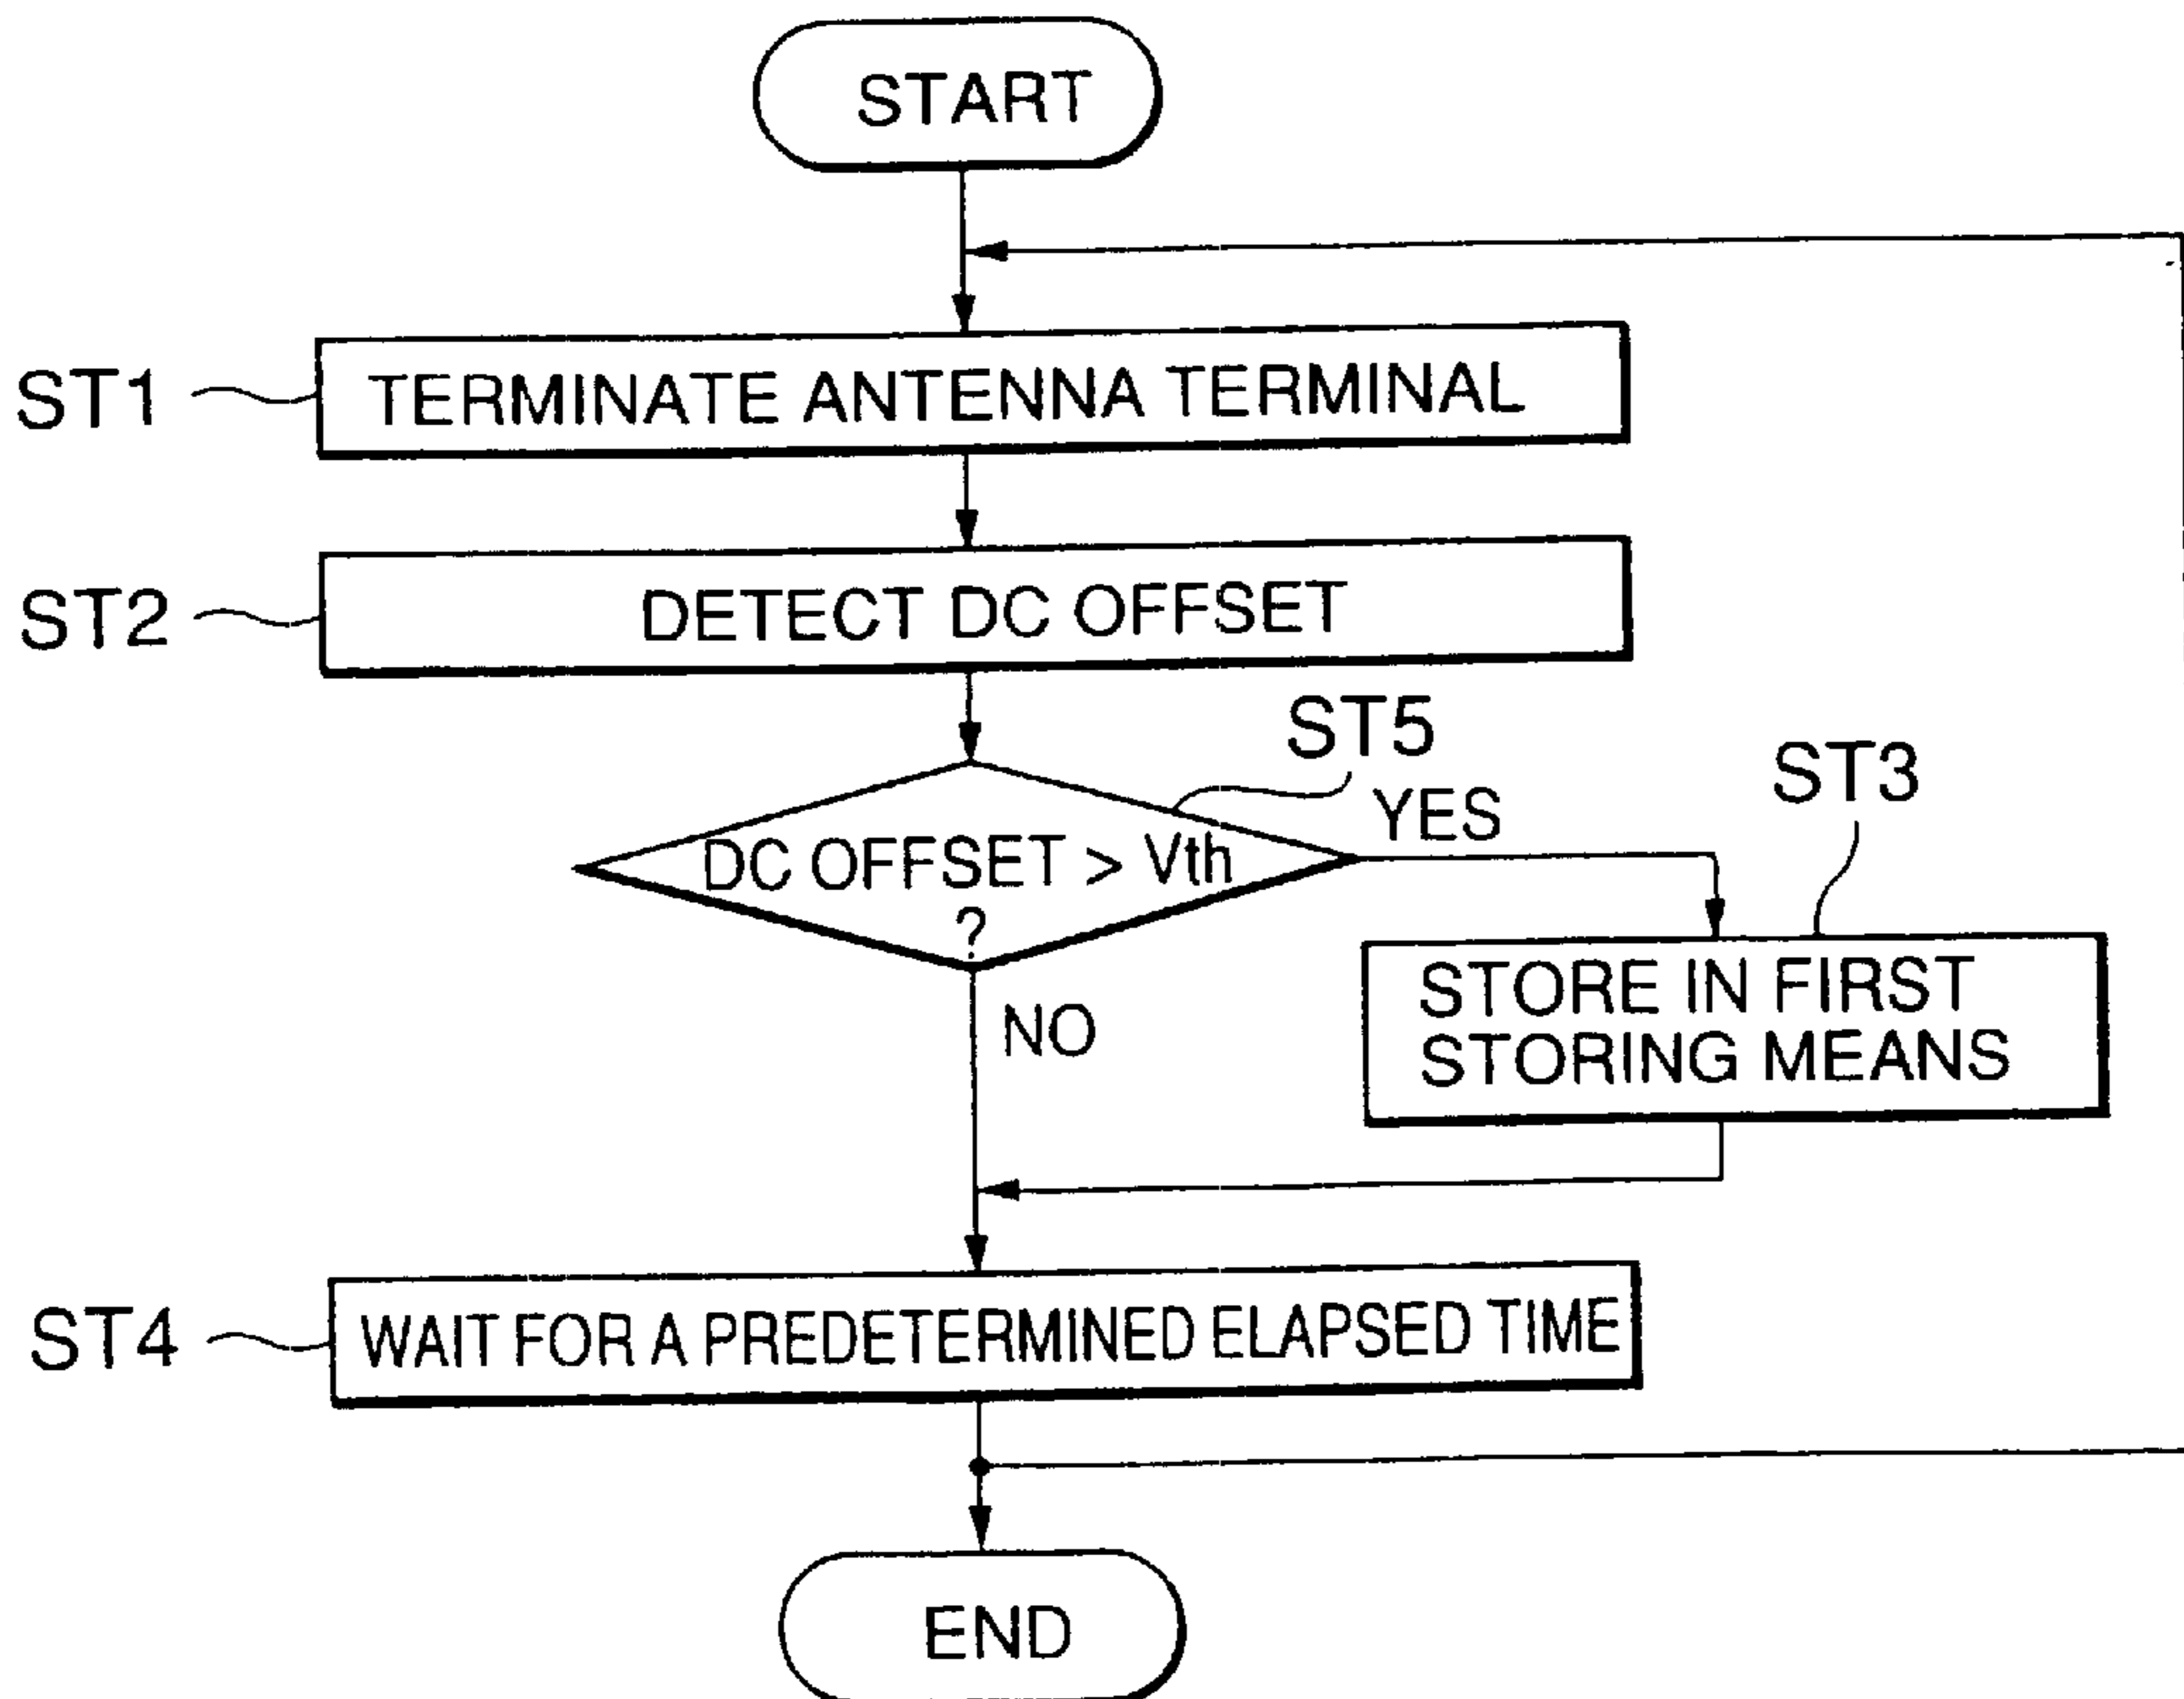 START
ST1
TERMINATE ANTENNA TERMINAL
ST2
DETECT DC OFFSET
ST5
YES
ST3
DC OFFSET > Vth
?
NO
STORE IN FIRST
STORING MEANS
ST4
WAIT FOR A PREDETERMINED ELAPSED TIME
END